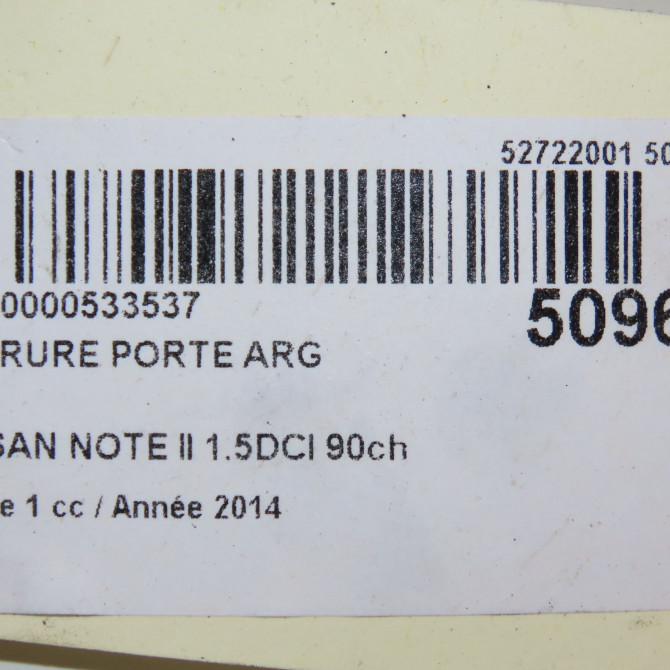 52722001 50
0000533537
5096
RURE PORTE ARG
SAN NOTE II 1.5DCI 90ch
e 1 cc / Année 2014